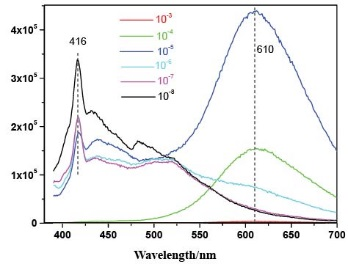 4x10⁵
3x10⁵
2x10⁵
1x10⁵
0
416
610
10⁻³
10⁻⁴
10⁻⁵
10⁻⁶
10⁻⁷
10⁻⁸
400 450 500 550 600 650 700
Wavelength/nm